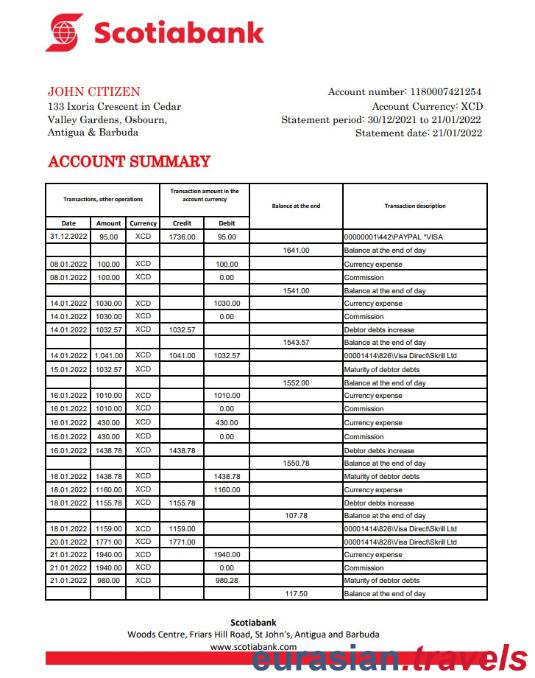 Scotiabank
JOHN CITIZEN
133 Ixoria Crescent in Cedar
Valley Gardens, Osbourn,
Antigua & Barbuda
Account number: 1180007421254
Account Currency: XCD
Statement period: 30/12/2021 to 21/01/2022
Statement date: 21/01/2022
ACCOUNT SUMMARY
Transactions, other operations | Transaction amount in the account currency | Balance at the end | Transaction description
Date | Amount | Currency | Credit | Debit
31.12.2022 95.00 XCD 1736.00 95.00 00000001\442\PAYPAL *VISA
1641.00 Balance at the end of day
08.01.2022 100.00 XCD 100.00 Currency expense
08.01.2022 100.00 XCD 0.00 Commission
1541.00 Balance at the end of day
14.01.2022 1030.00 XCD 1030.00 Currency expense
14.01.2022 1030.00 XCD 0.00 Commission
14.01.2022 1032.57 XCD 1032.57 Debtor debts increase
1543.57 Balance at the end of day
14.01.2022 1.041.00 XCD 1041.00 1032.57 00001414\826\Visa Direct\Skrill Ltd
15.01.2022 1032.57 XCD Maturity of debtor debts
1552.00 Balance at the end of day
16.01.2022 1010.00 XCD 1010.00 Currency expense
16.01.2022 1010.00 XCD 0.00 Commission
16.01.2022 430.00 XCD 430.00 Currency expense
16.01.2022 430.00 XCD 0.00 Commission
16.01.2022 1438.78 XCD 1438.78 Debtor debts increase
1550.78 Balance at the end of day
18.01.2022 1438.78 XCD 1438.78 Maturity of debtor debts
18.01.2022 1160.00 XCD 1160.00 Currency expense
18.01.2022 1155.78 XCD 1155.78 Debtor debts increase
107.78 Balance at the end of day
18.01.2022 1159.00 XCD 1159.00 00001414\826\Visa Direct\Skrill Ltd
20.01.2022 1771.00 XCD 1771.00 00001414\826\Visa Direct\Skrill Ltd
21.01.2022 1940.00 XCD 1940.00 Currency expense
21.01.2022 1940.00 XCD 0.00 Commission
21.01.2022 980.00 XCD 980.28 Maturity of debtor debts
117.50 Balance at the end of day
Scotiabank
Woods Centre, Friars Hill Road, St John's, Antigua and Barbuda
www.scotiabank.com
eurasian.travels